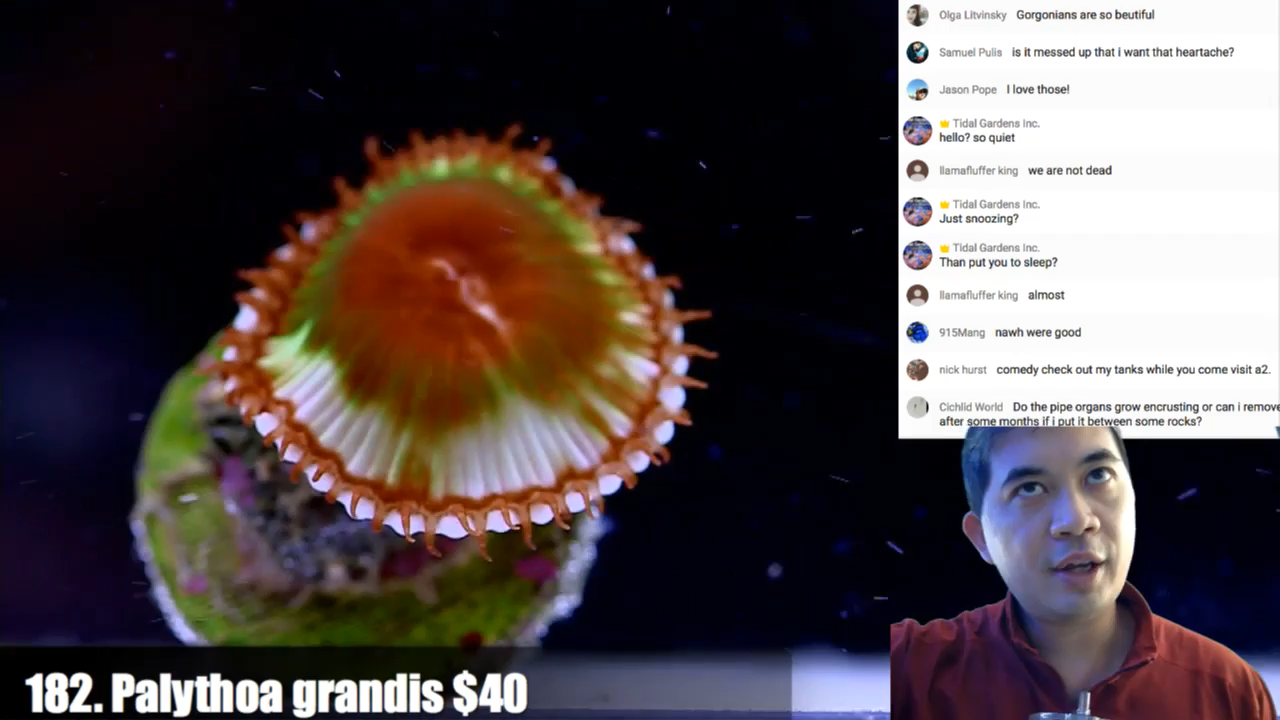 Olga Litvinsky Gorgonians are so beutiful
Samuel Pulis is it messed up that i want that heartache?
Jason Pope I love those!
Tidal Gardens Inc.
hello? so quiet
llamafluffer king we are not dead
Tidal Gardens Inc.
Just snoozing?
Tidal Gardens Inc.
Than put you to sleep?
llamafluffer king almost
915Mang nawh were good
nick hurst comedy check out my tanks while you come visit a2.
Cichlid World Do the pipe organs grow encrusting or can i remove
after some months if i put it between some rocks?
182. Palythoa grandis $40